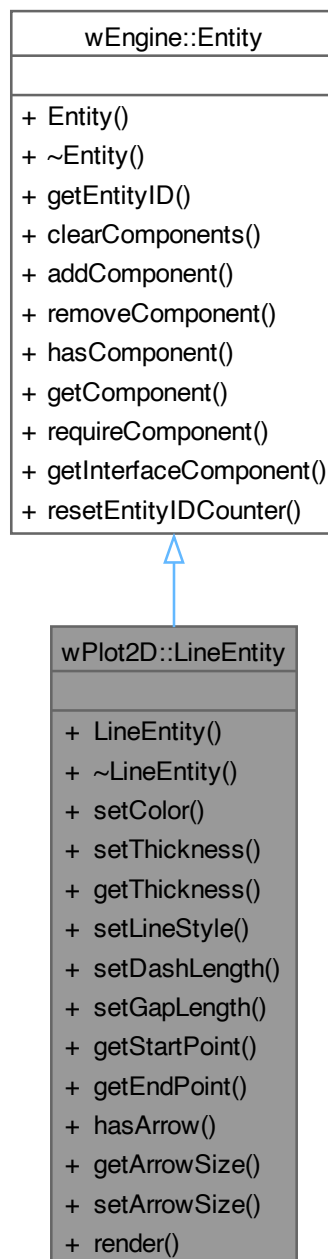 wEngine::Entity
+ Entity()
+ ~Entity()
+ getEntityID()
+ clearComponents()
+ addComponent()
+ removeComponent()
+ hasComponent()
+ getComponent()
+ requireComponent()
+ getInterfaceComponent()
+ resetEntityIDCounter()
wPlot2D::LineEntity
+ LineEntity()
+ ~LineEntity()
+ setColor()
+ setThickness()
+ getThickness()
+ setLineStyle()
+ setDashLength()
+ setGapLength()
+ getStartPoint()
+ getEndPoint()
+ hasArrow()
+ getArrowSize()
+ setArrowSize()
+ render()